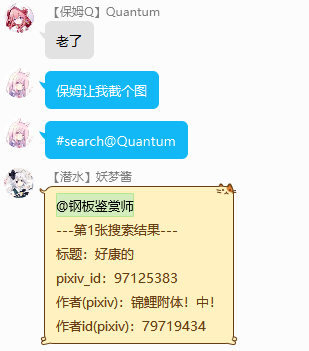 【保姆Q】Quantum
老了
保姆让我截个图
#search@Quantum
【潜水】妖梦酱
@钢板鉴赏师
---第1张搜索结果---
标题：好康的
pixiv_id：97125383
作者(pixiv)：锦鲤附体！中！
作者id(pixiv)：79719434